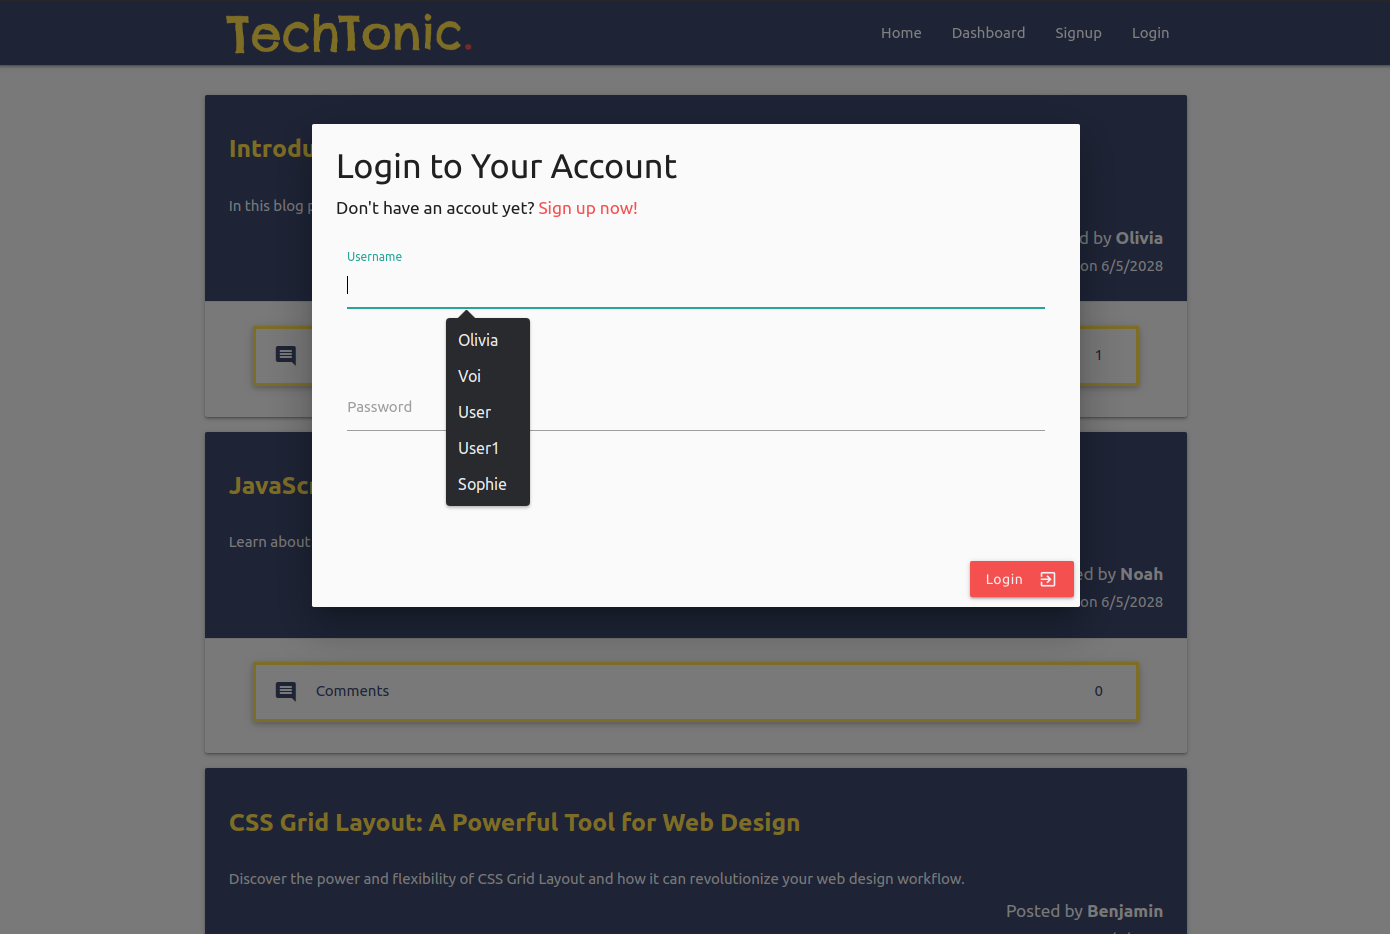 TechTonic.
Home Dashboard Signup Login
Introdu
In this blog p
d by Olivia
on 6/5/2028
1
Login to Your Account
Don't have an accout yet? Sign up now!
Username
Olivia
Voi
User
User1
Sophie
Password
Login
JavaScr
Learn about
ed by Noah
on 6/5/2028
Comments 0
CSS Grid Layout: A Powerful Tool for Web Design
Discover the power and flexibility of CSS Grid Layout and how it can revolutionize your web design workflow.
Posted by Benjamin